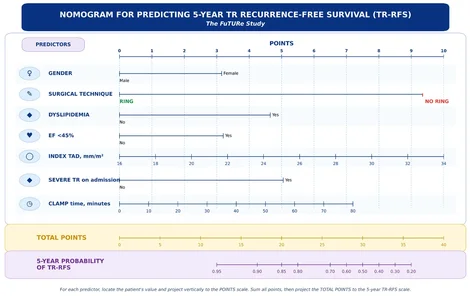 NOMOGRAM FOR PREDICTING 5-YEAR TR RECURRENCE-FREE SURVIVAL (TR-RFS)
The FuTURe Study
PREDICTORS
POINTS
0 1 2 3 4 5 6 7 8 9 10
GENDER
Female
Male
SURGICAL TECHNIQUE
RING
NO RING
DYSLIPIDEMIA
Yes
No
EF <45%
Yes
No
INDEX TAD, mm/m²
16 18 20 22 24 26 28 30 32 34
SEVERE TR on admission
Yes
No
CLAMP time, minutes
0 10 20 30 40 50 60 70 80
TOTAL POINTS
0 5 10 15 20 25 30 35 40
5-YEAR PROBABILITY
OF TR-RFS
0.95 0.90 0.85 0.80 0.70 0.60 0.50 0.40 0.30 0.20
For each predictor, locate the patient's value and project vertically to the POINTS scale. Sum all points, then project the TOTAL POINTS to the 5-year TR-RFS scale.